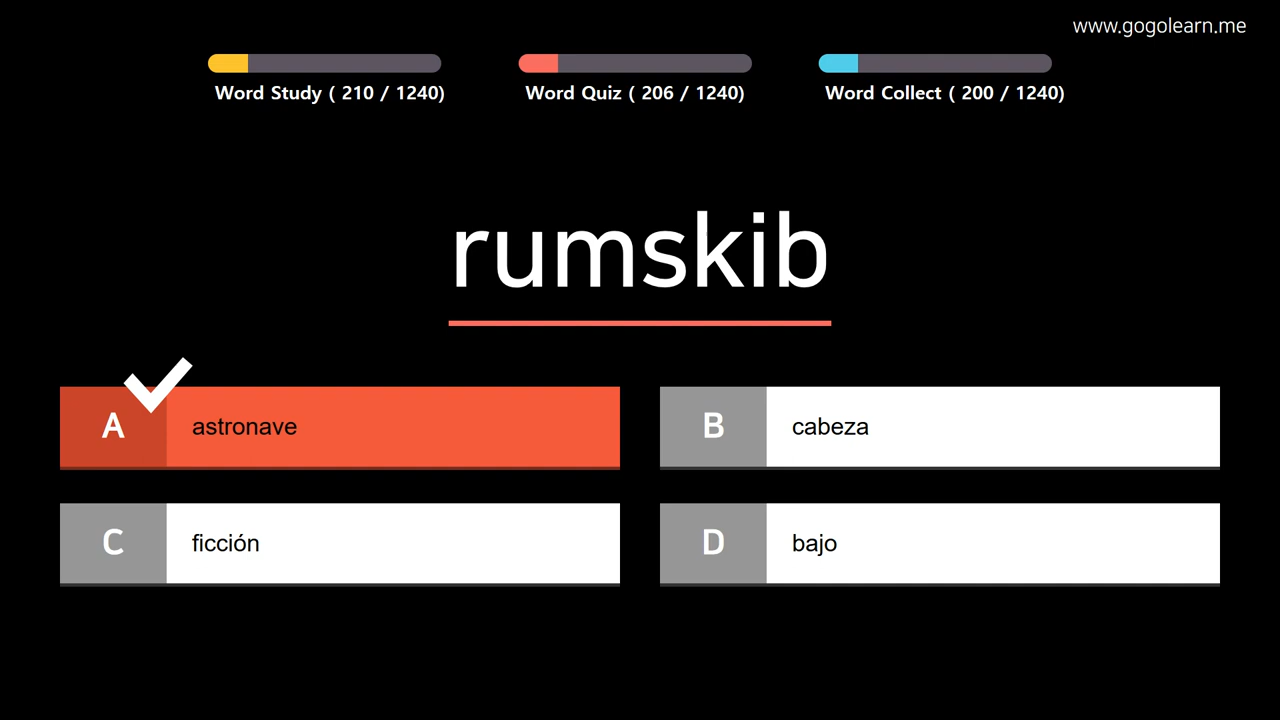 www.gogolearn.me
Word Study ( 210 / 1240)
Word Quiz ( 206 / 1240)
Word Collect ( 200 / 1240)
rumskib
A astronave
B cabeza
C ficción
D bajo